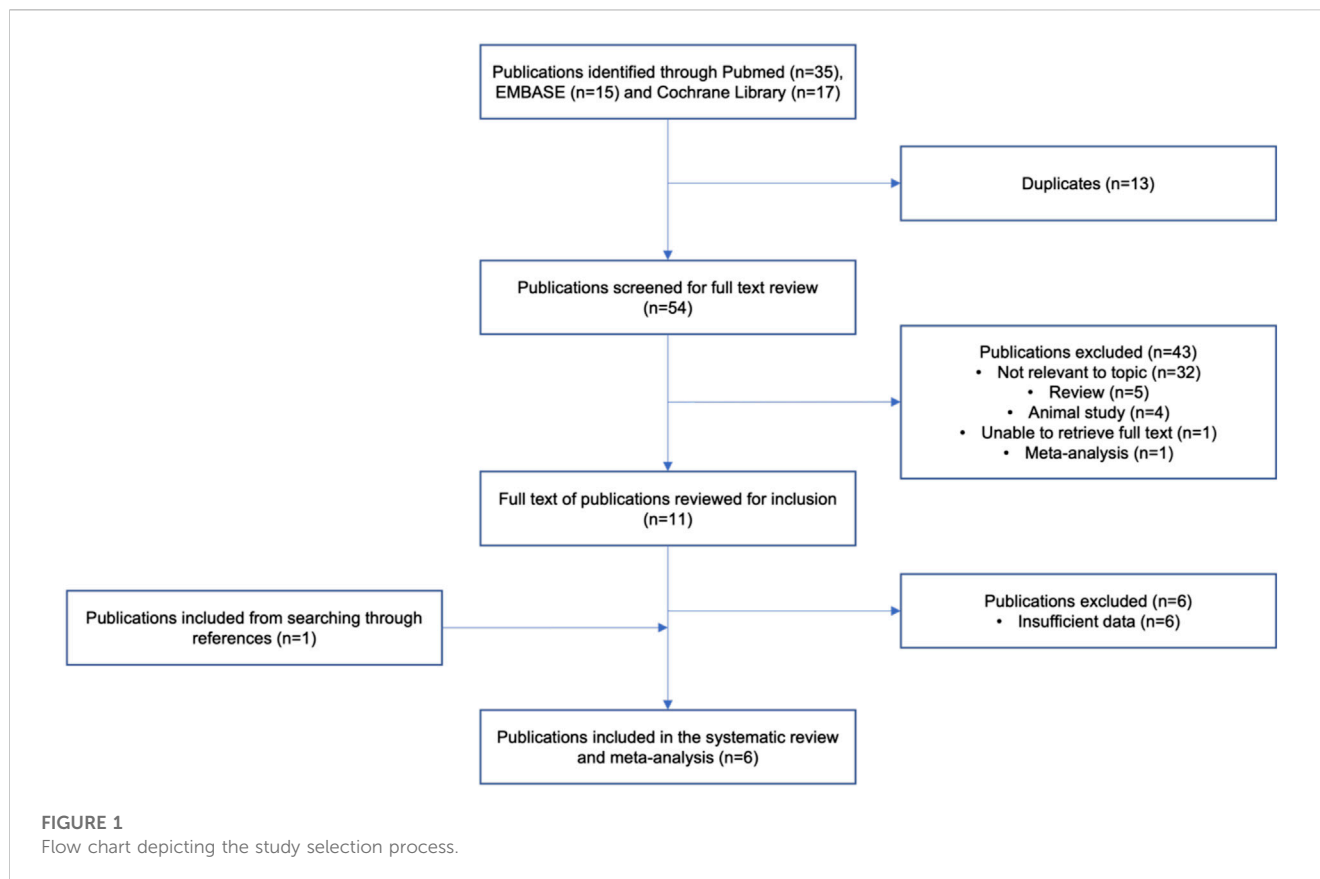 Publications identified through Pubmed (n=35),
EMBASE (n=15) and Cochrane Library (n=17)
Duplicates (n=13)
Publications screened for full text review
(n=54)
Publications excluded (n=43)
• Not relevant to topic (n=32)
• Review (n=5)
• Animal study (n=4)
• Unable to retrieve full text (n=1)
• Meta-analysis (n=1)
Full text of publications reviewed for inclusion
(n=11)
Publications excluded (n=6)
• Insufficient data (n=6)
Publications included from searching through
references (n=1)
Publications included in the systematic review
and meta-analysis (n=6)
FIGURE 1
Flow chart depicting the study selection process.